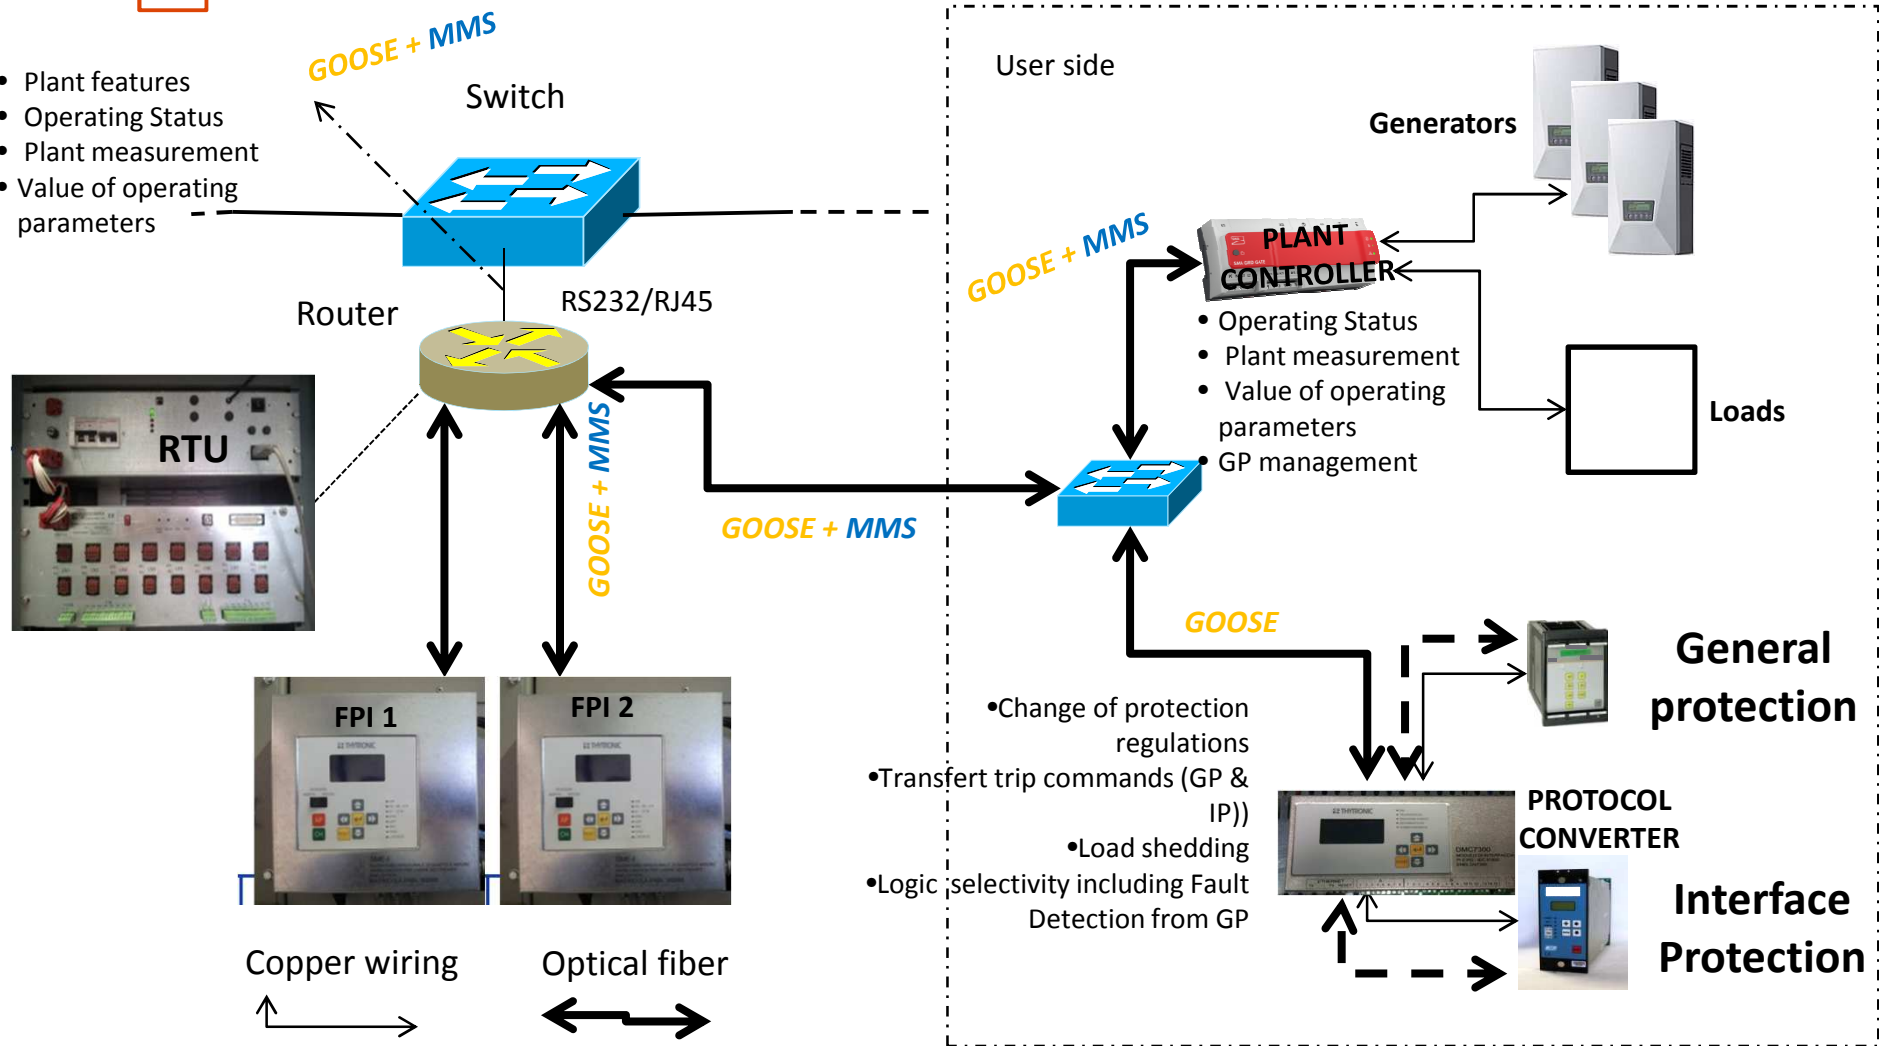 GOOSE + MMS
• Plant features
• Operating Status
• Plant measurement
• Value of operating
parameters
Switch
Router
RS232/RJ45
RTU
GOOSE + MMS
GOOSE + MMS
FPI 1
FPI 2
THYTRONIC
THYTRONIC
Copper wiring
Optical fiber
User side
Generators
GOOSE + MMS
PLANT
CONTROLLER
• Operating Status
• Plant measurement
• Value of operating
parameters
• GP management
Loads
GOOSE
General
protection
•Change of protection
regulations
•Transfert trip commands (GP &
IP))
•Load shedding
•Logic selectivity including Fault
Detection from GP
THYTRONIC
PROTOCOL
CONVERTER
Interface
Protection